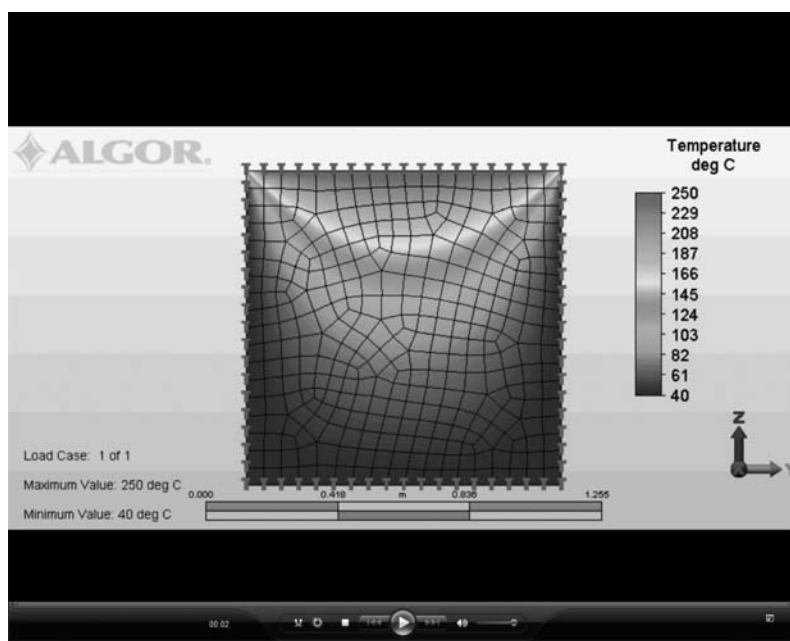 ALGOR.
Temperature
deg C
250
229
208
187
166
145
124
103
82
61
40
Z
Y
Load Case: 1 of 1
Maximum Value: 250 deg C
Minimum Value: 40 deg C
0.000
0.418
m
0.836
1.255
00:02